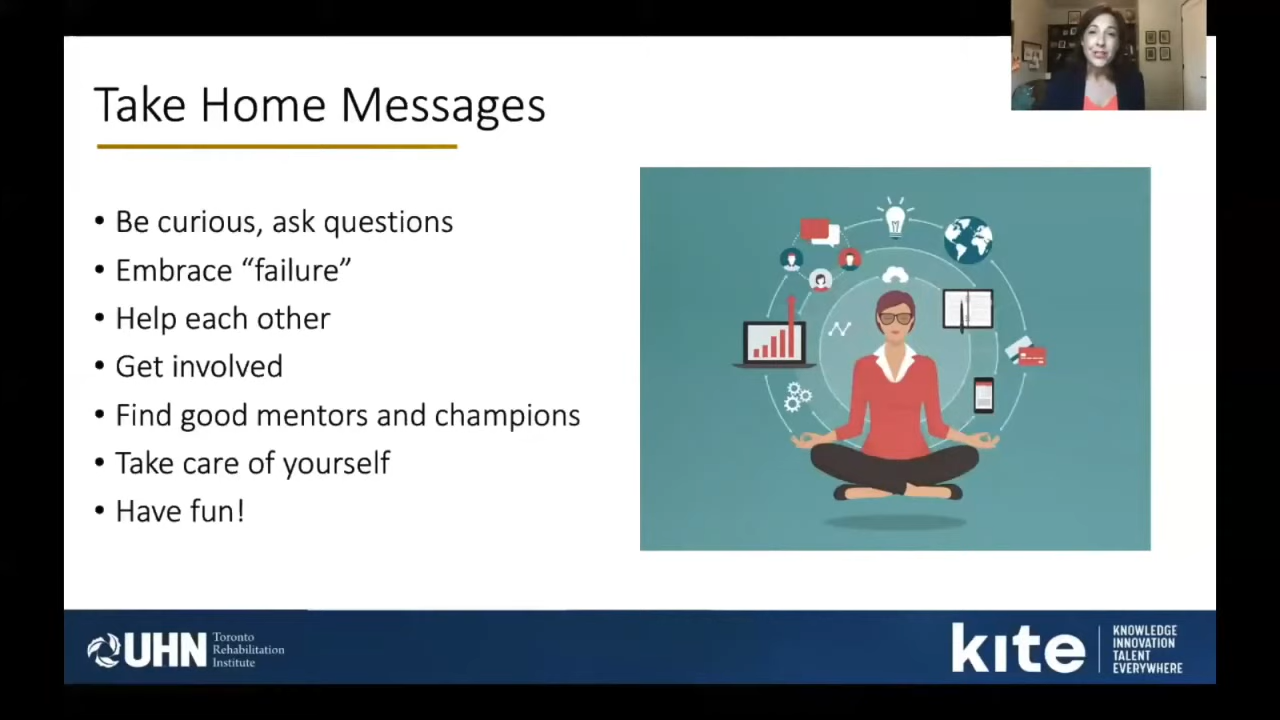 Take Home Messages
• Be curious, ask questions
• Embrace “failure”
• Help each other
• Get involved
• Find good mentors and champions
• Take care of yourself
• Have fun!
UHN
Toronto
Rehabilitation
Institute
kite
KNOWLEDGE
INNOVATION
TALENT
EVERYWHERE